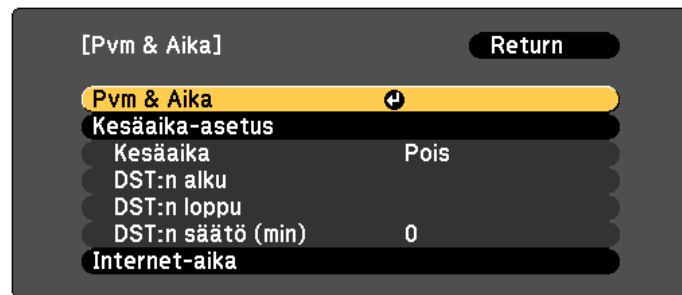 [Pvm & Aika] Return
Pvm & Aika
Kesäaika-asetus
Kesäaika Pois
DST:n alku
DST:n loppu
DST:n säätö (min) 0
Internet-aika